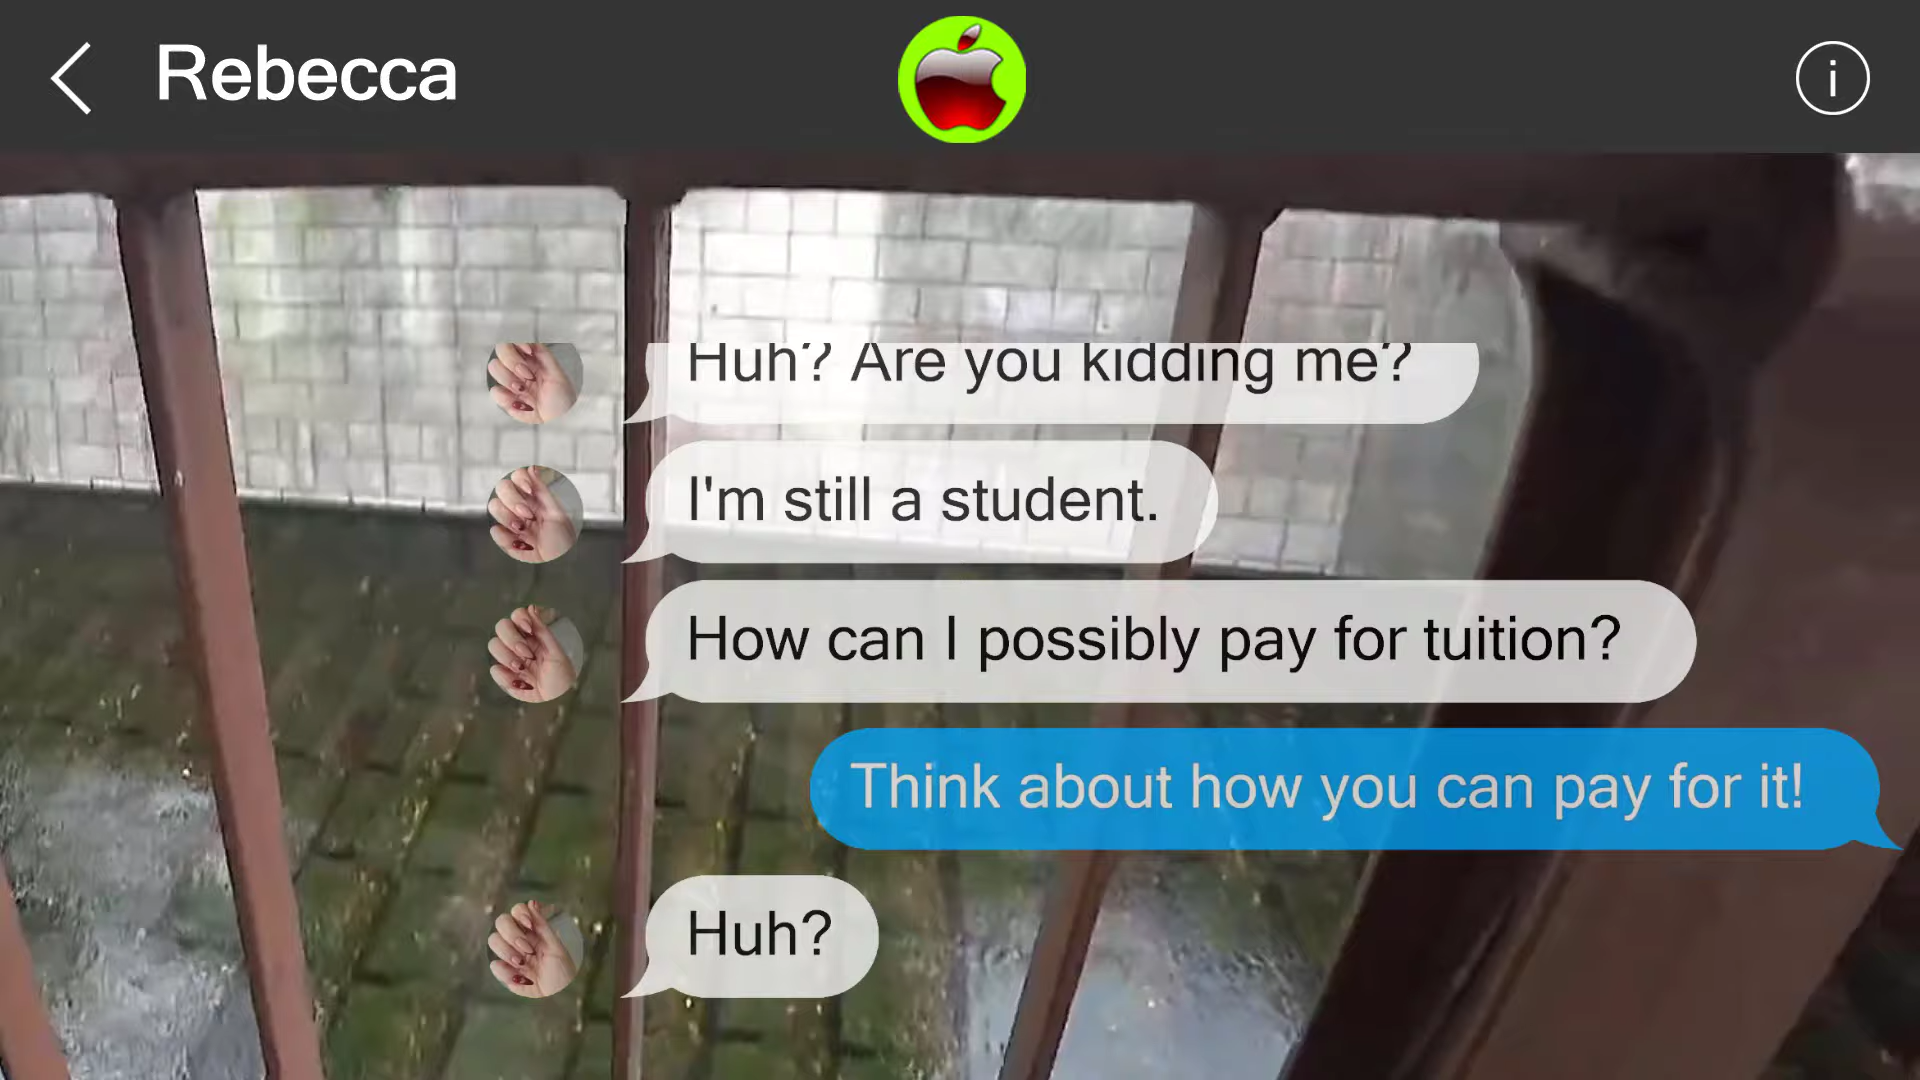 Rebecca
Huh? Are you kidding me?
I'm still a student.
How can I possibly pay for tuition?
Think about how you can pay for it!
Huh?